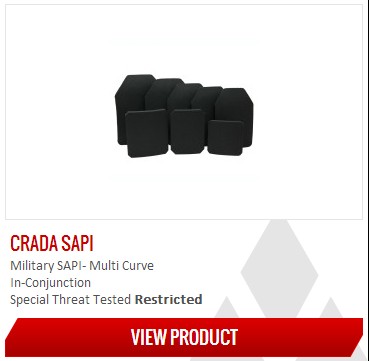 CRADA SAPI
Military SAPI- Multi Curve
In-Conjunction
Special Threat Tested Restricted
VIEW PRODUCT